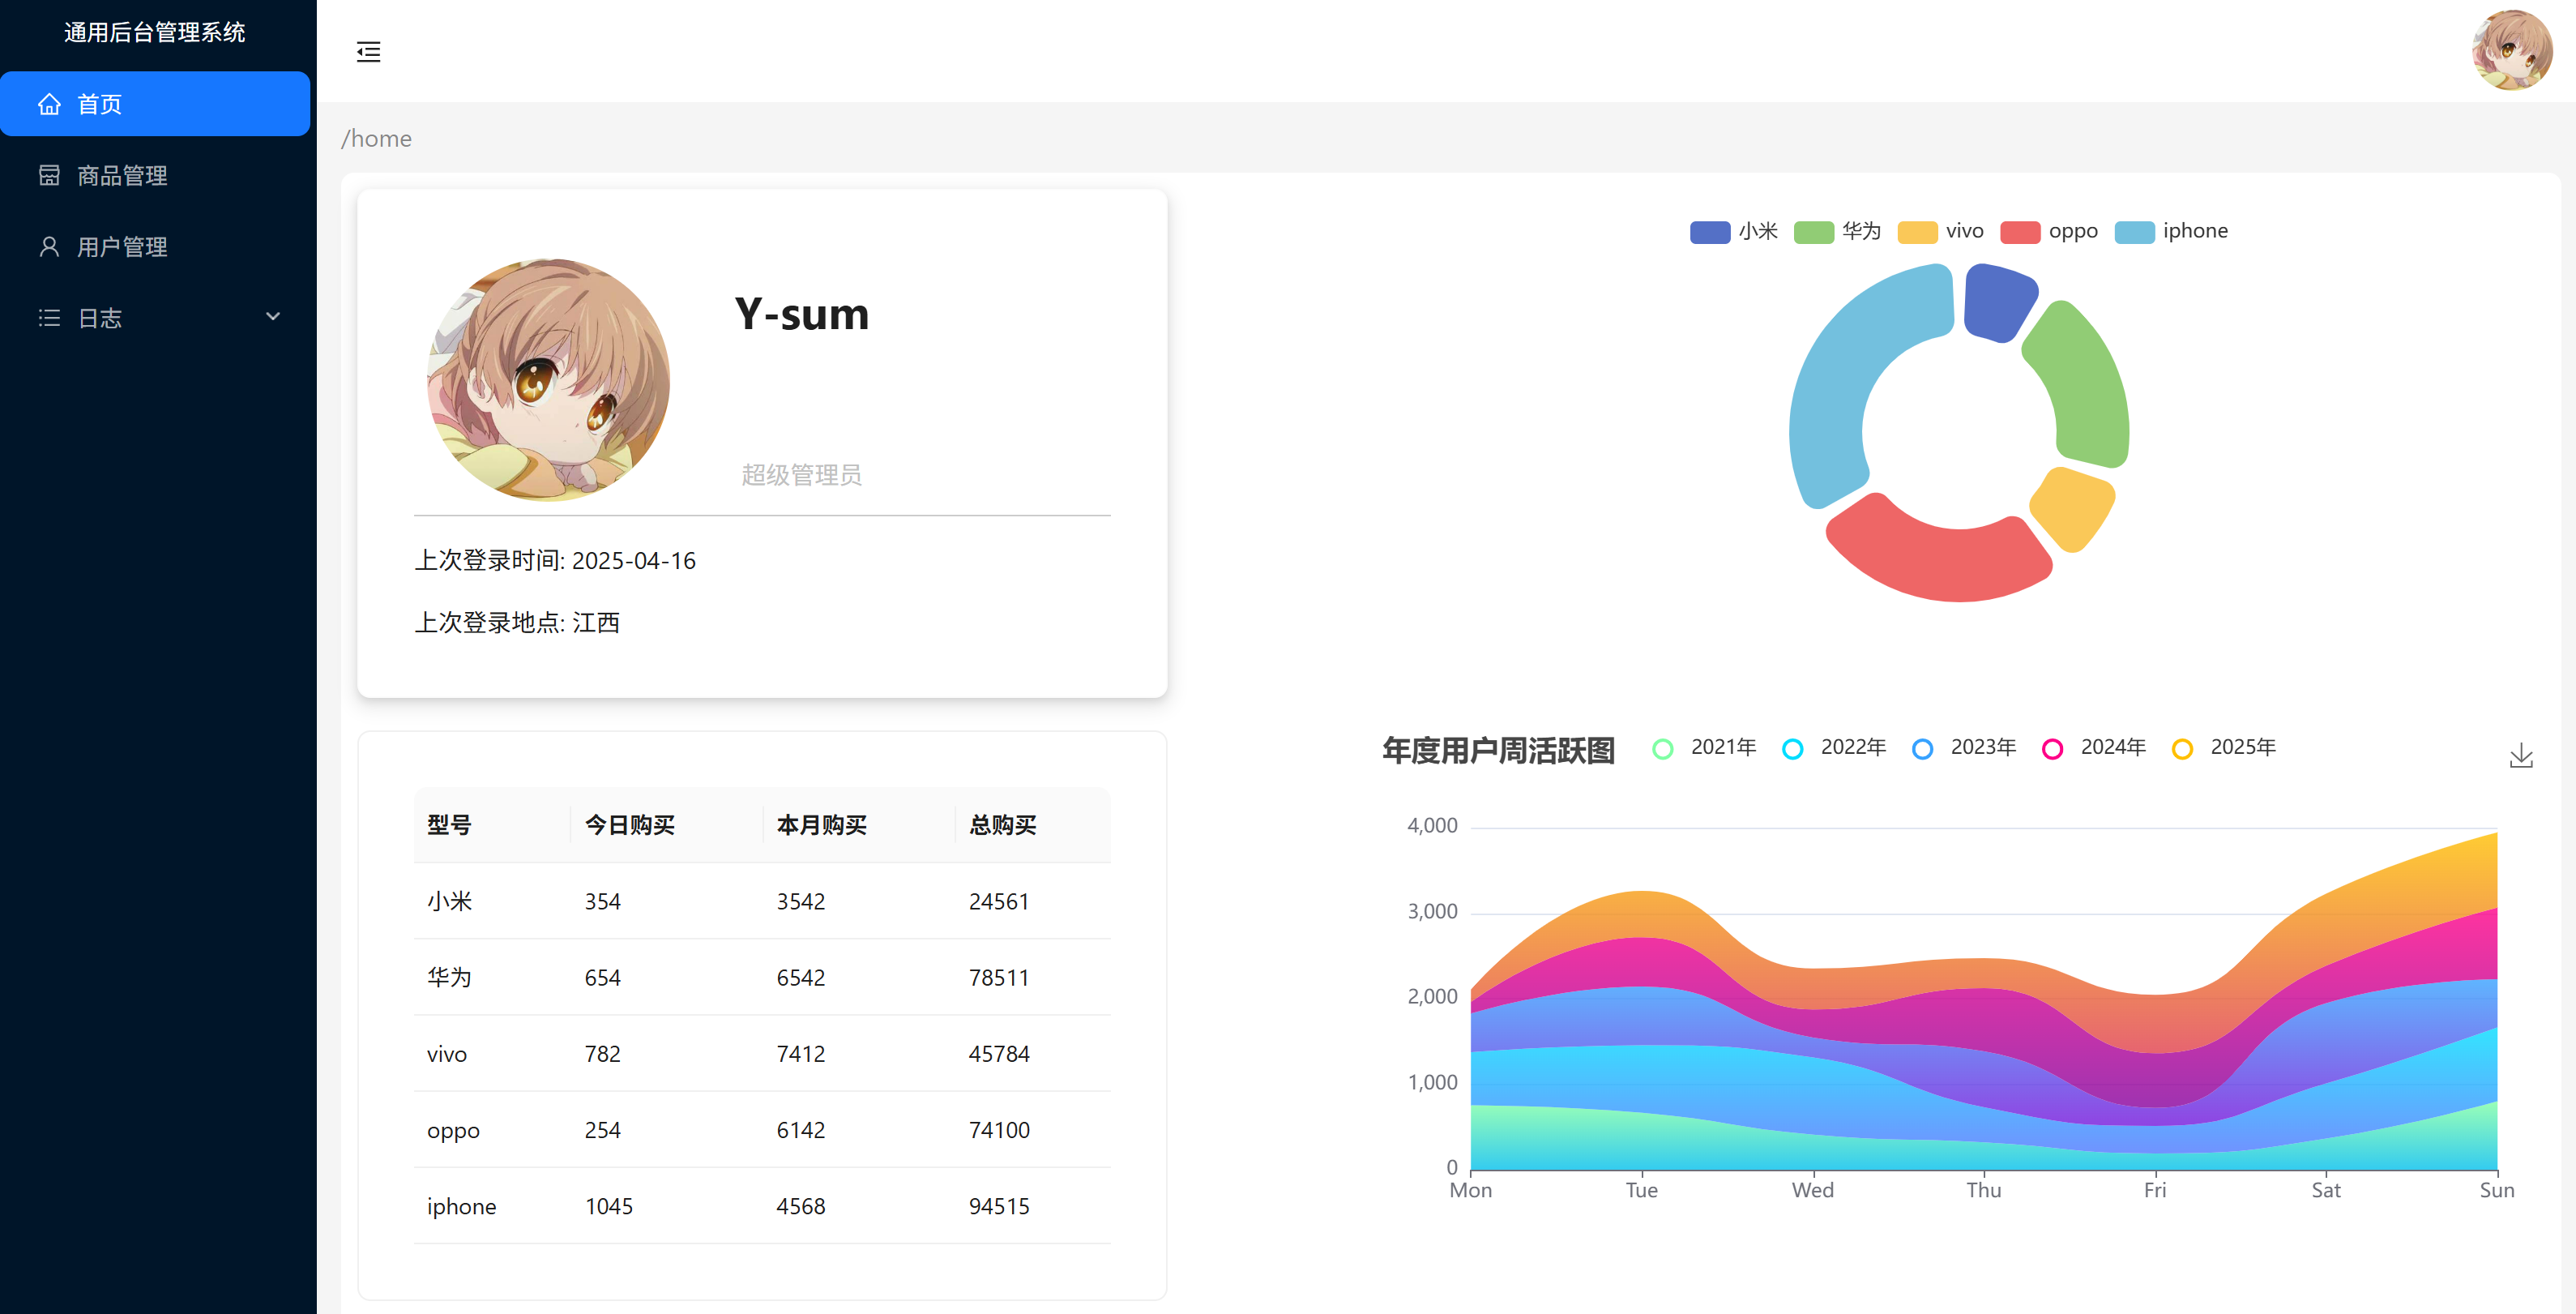 通用后台管理系统
首页
商品管理
用户管理
日志
/home
Y-sum
超级管理员
上次登录时间: 2025-04-16
上次登录地点: 江西
小米 华为 vivo oppo iphone
型号 今日购买 本月购买 总购买
小米 354 3542 24561
华为 654 6542 78511
vivo 782 7412 45784
oppo 254 6142 74100
iphone 1045 4568 94515
年度用户周活跃图 2021年 2022年 2023年 2024年 2025年
4,000
3,000
2,000
1,000
0
Mon Tue Wed Thu Fri Sat Sun